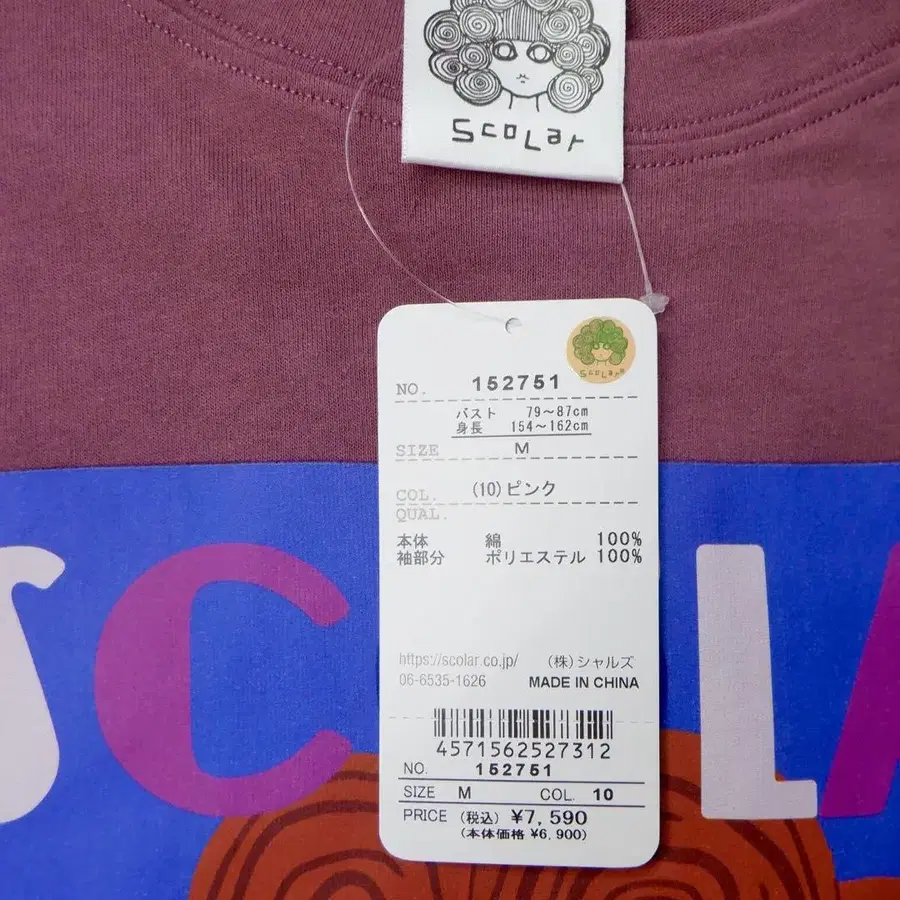 ScoLar
ScoLar
NO. 152751
バスト 79～87cm
身長 154～162cm
SIZE M
COL. (10)ピンク
QUAL.
本体 綿 100%
袖部分 ポリエステル 100%
https://scolar.co.jp/ (株)シャルズ
06-6535-1626 MADE IN CHINA
4571562527312
NO. 152751
SIZE M COL. 10
PRICE (税込) ¥7,590
(本体価格 ¥6,900)
SC LA